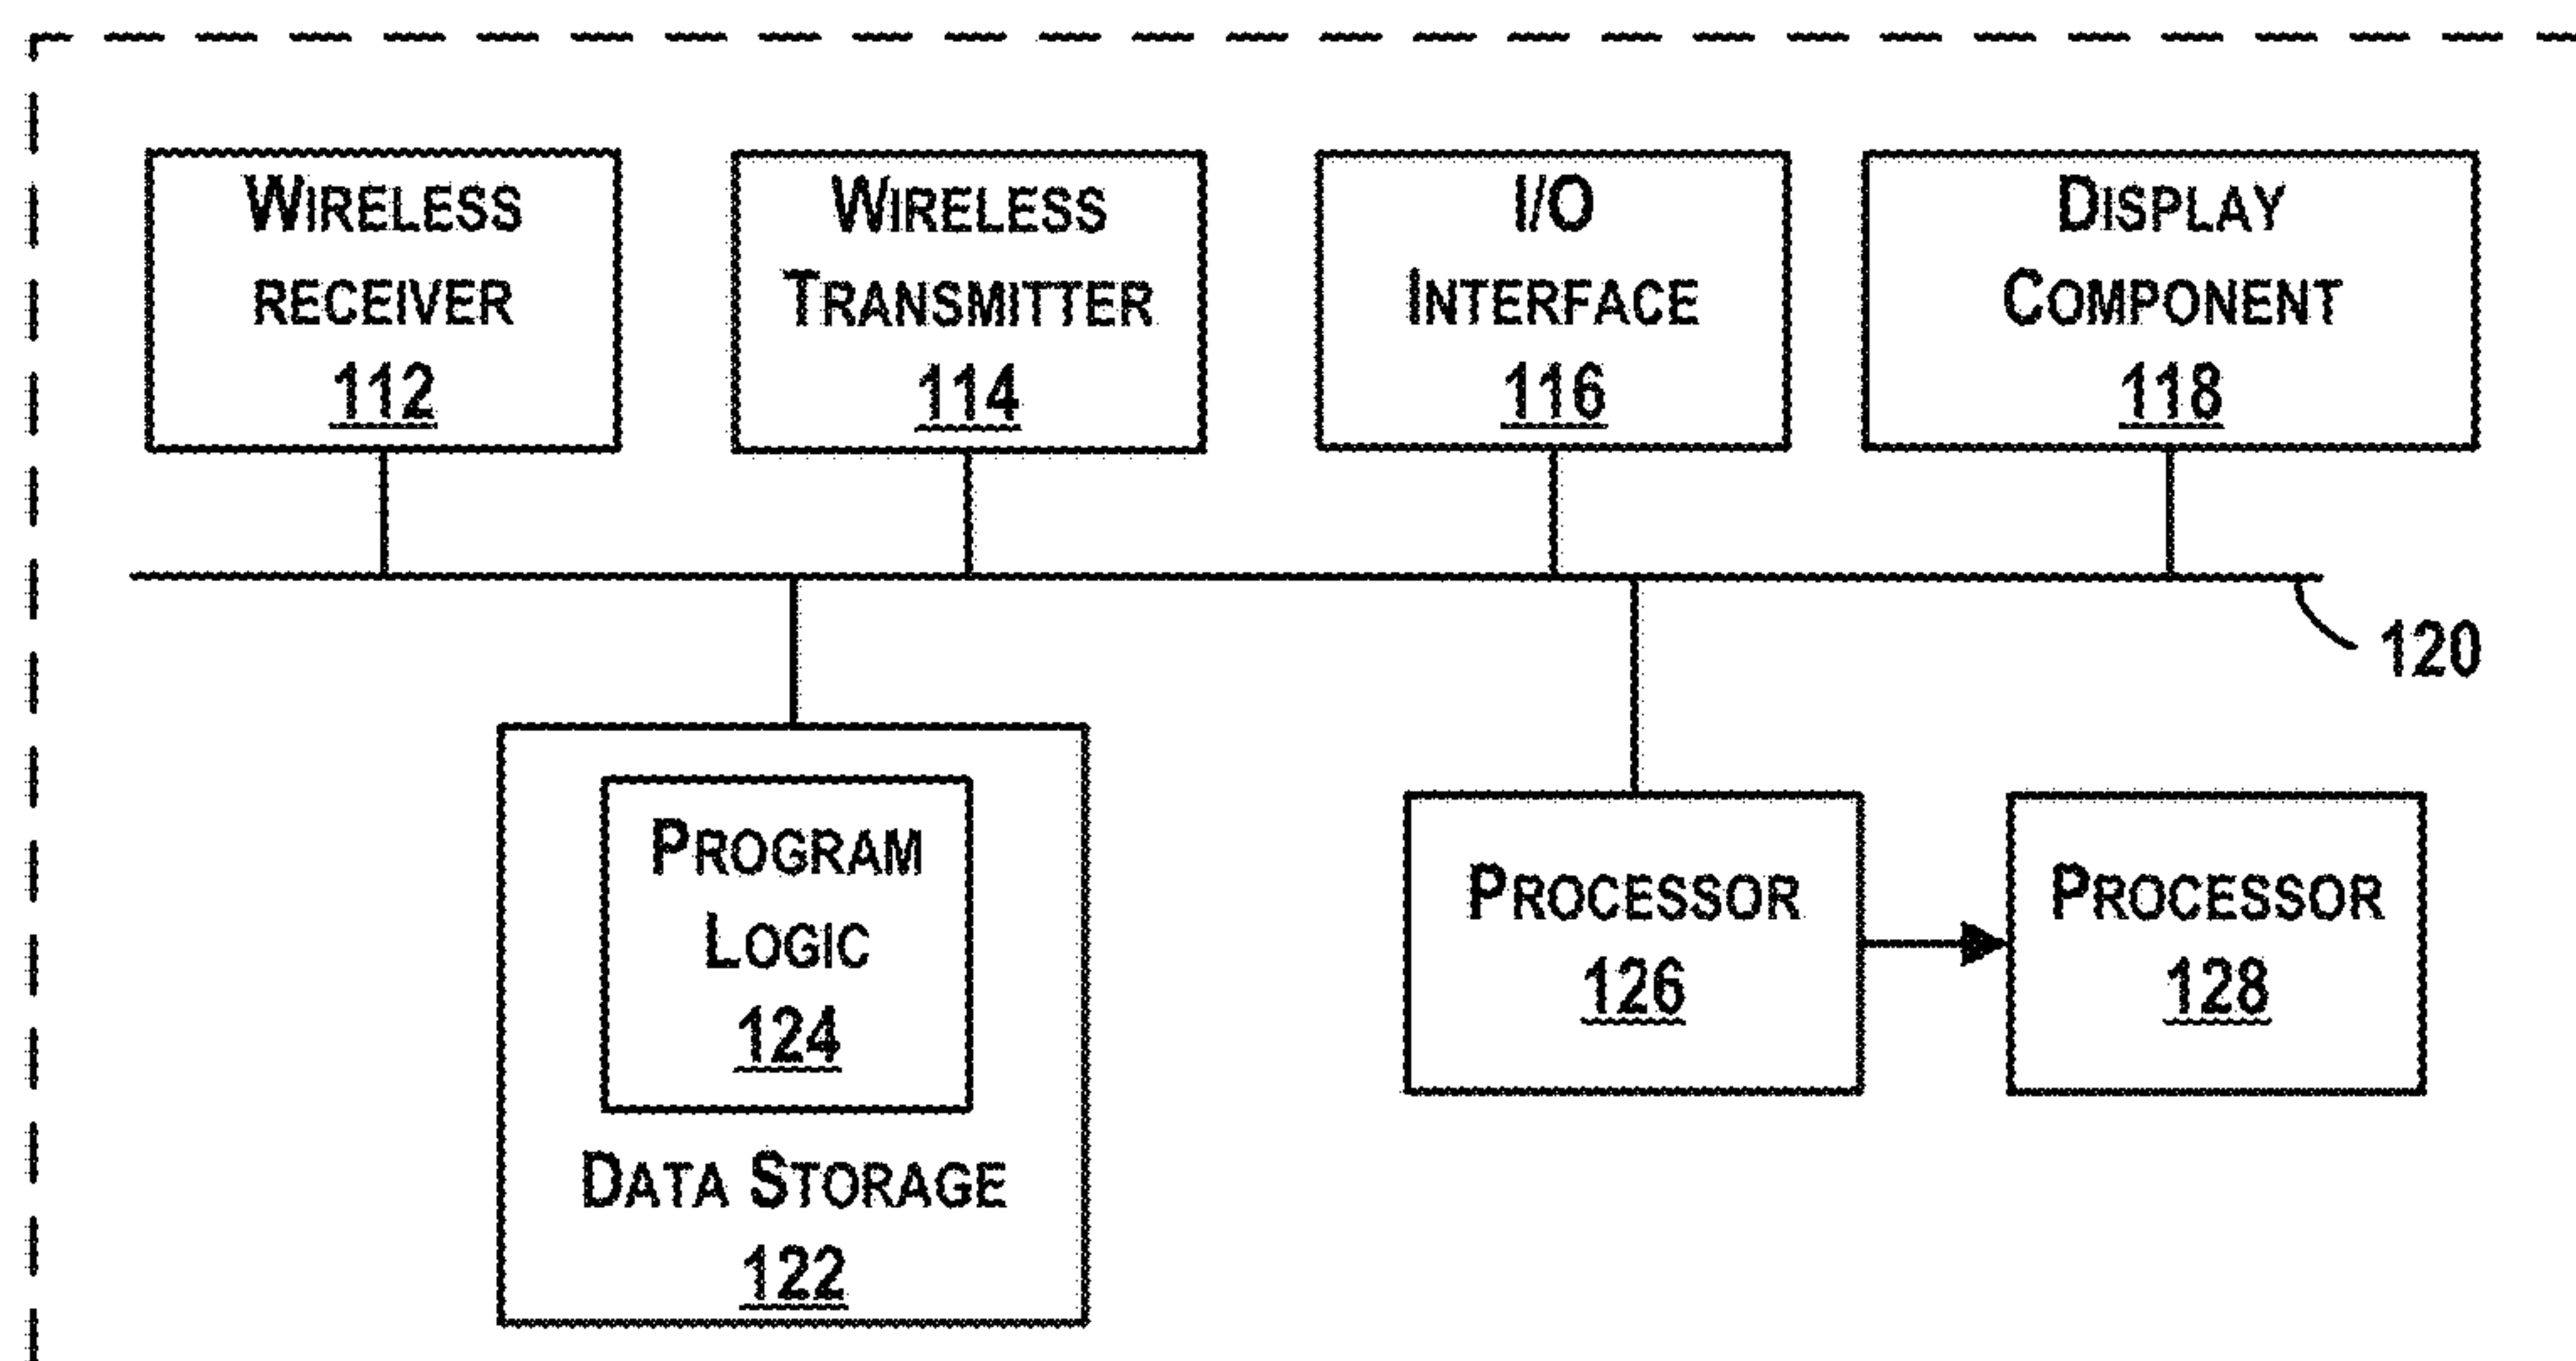 WIRELESS
RECEIVER
112
WIRELESS
TRANSMITTER
114
I/O
INTERFACE
116
DISPLAY
COMPONENT
118
120
PROGRAM
LOGIC
124
DATA STORAGE
122
PROCESSOR
126
PROCESSOR
128